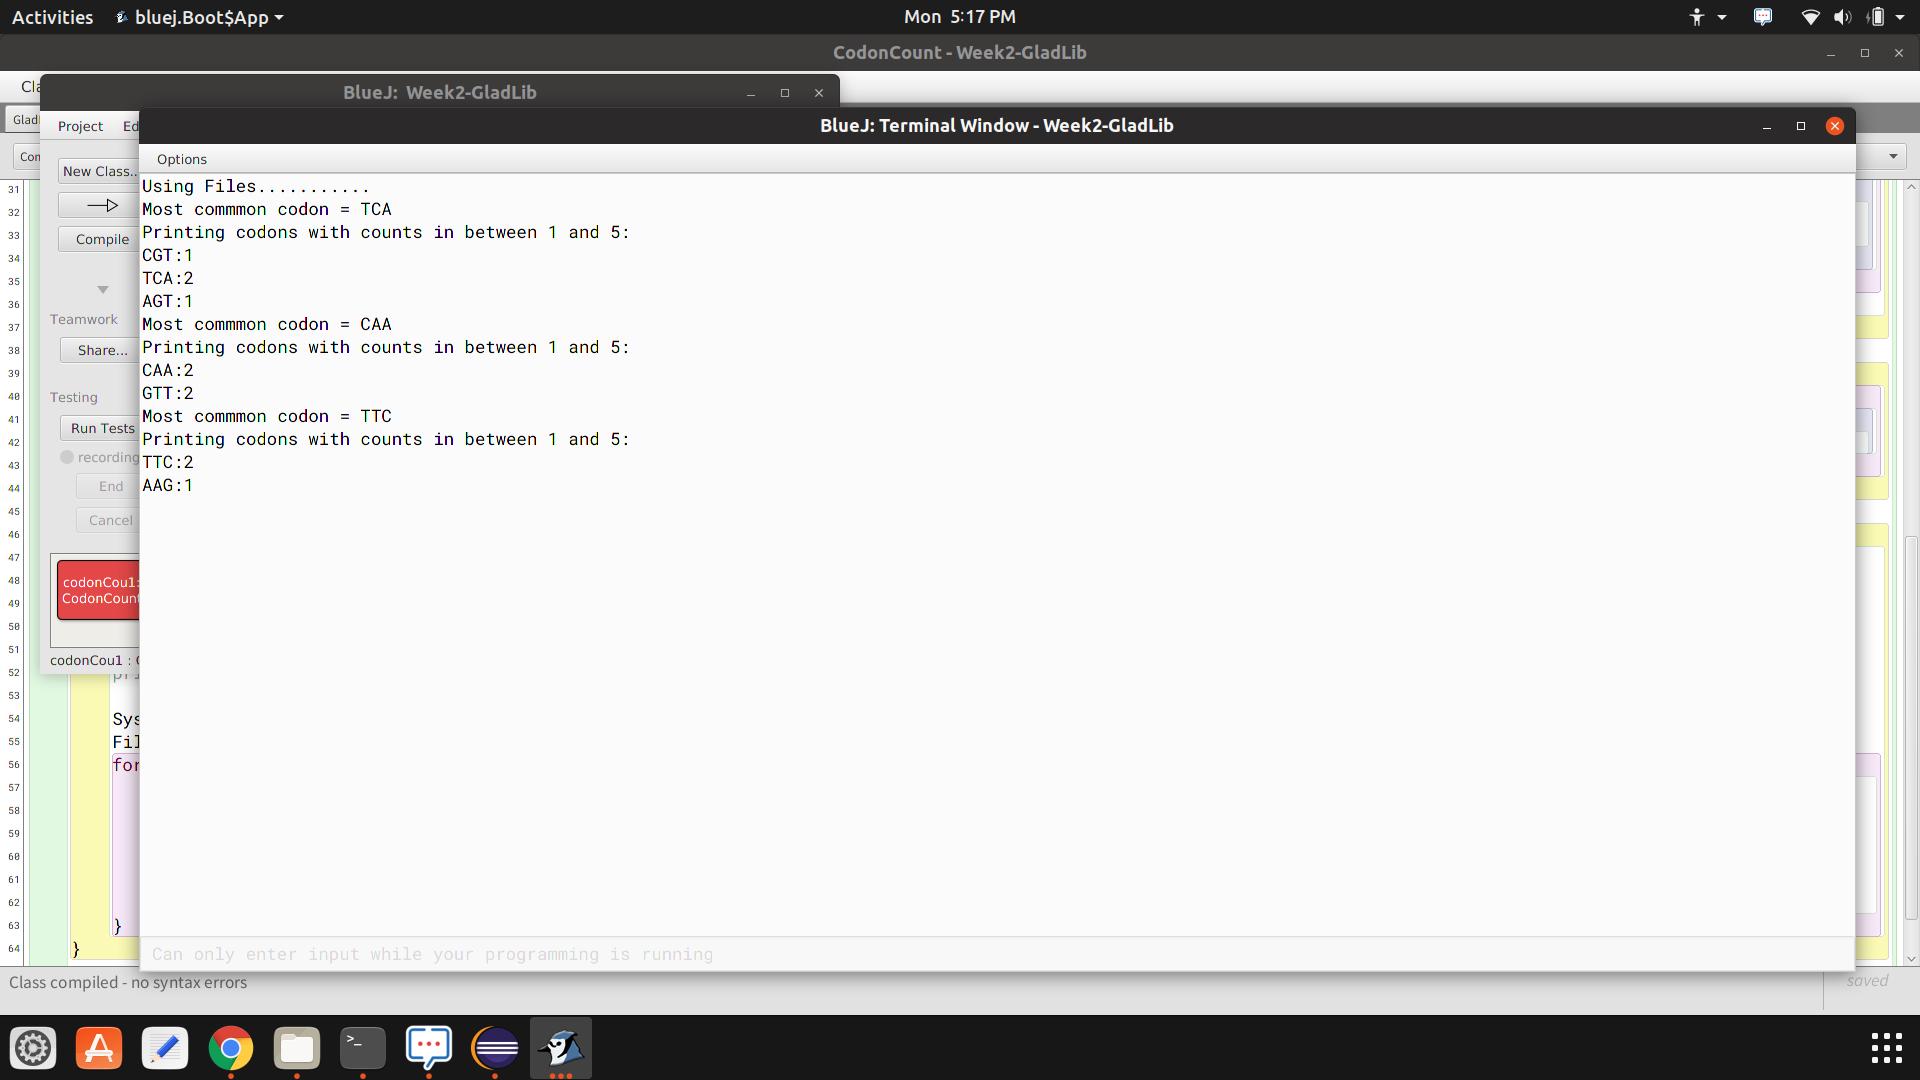 Activities bluej.Boot$App Mon 5:17 PM
CodonCount - Week2-GladLib
BlueJ: Week2-GladLib
Project
BlueJ: Terminal Window - Week2-GladLib
Options
New Class...
Compile
Teamwork
Share...
Testing
Run Tests
recording
End
Cancel
codonCou1:
CodonCount
codonCou1 :
Using Files...........
Most commmon codon = TCA
Printing codons with counts in between 1 and 5:
CGT:1
TCA:2
AGT:1
Most commmon codon = CAA
Printing codons with counts in between 1 and 5:
CAA:2
GTT:2
Most commmon codon = TTC
Printing codons with counts in between 1 and 5:
TTC:2
AAG:1
Can only enter input while your programming is running
31
32
33
34
35
36
37
38
39
40
41
42
43
44
45
46
47
48
49
50
51
52
53
54
55
56 for
57
58
59
60
61
62
63 }
64 }
Class compiled - no syntax errors
saved